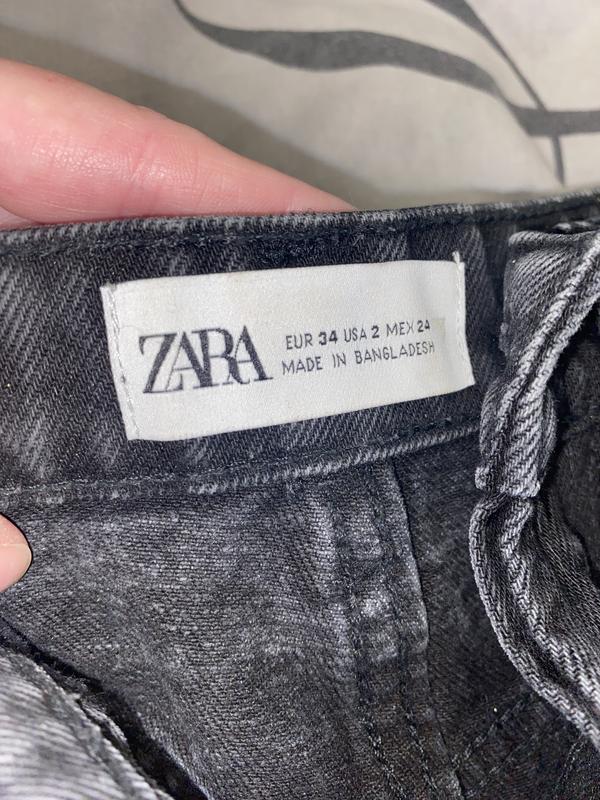 ZARA
EUR 34 USA 2 MEX 24
MADE IN BANGLADESH